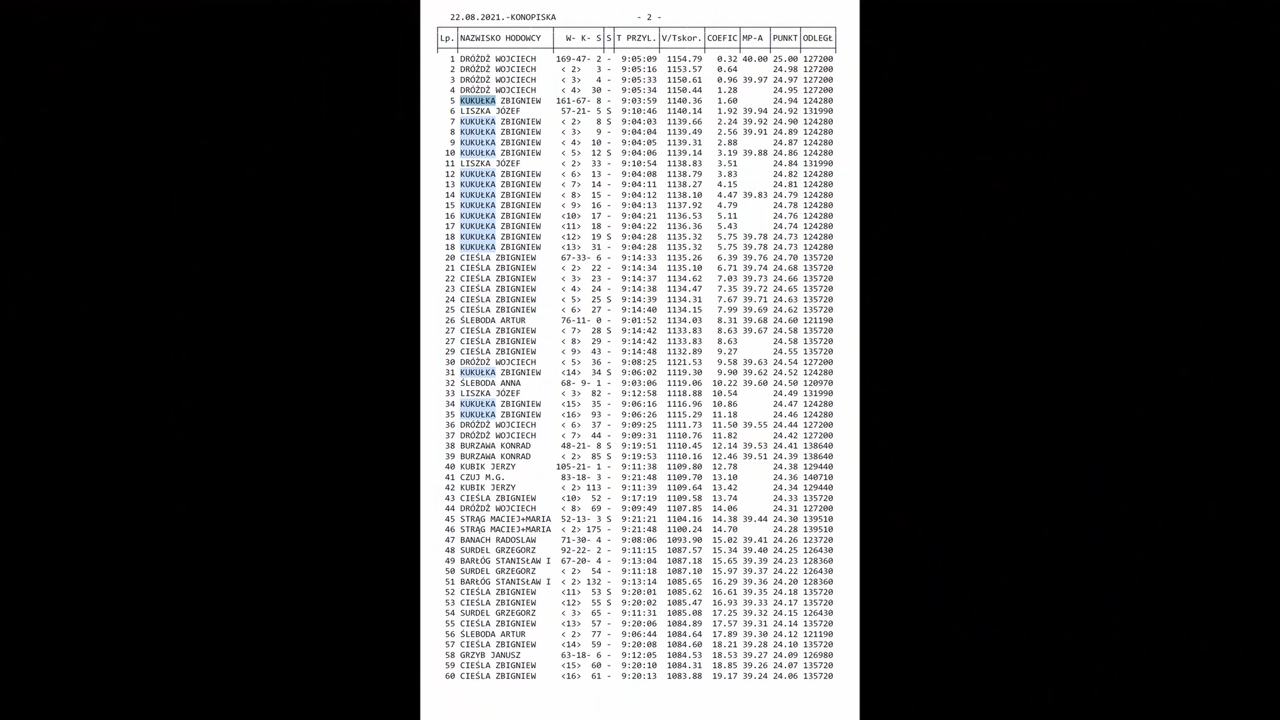 22.08.2021.-KONOPISKA - 2 -
Lp. NAZWISKO HODOWCY W- K- S S T PRZYL. V/Tskor. COEFIC MP-A PUNKT ODLEGŁ
1 DRÓŻDŻ WOJCIECH 169-47- 2 - 9:05:09 1154.79 0.32 40.00 25.00 127200
2 DRÓŻDŻ WOJCIECH < 2> 3 - 9:05:16 1153.57 0.64 24.98 127200
3 DRÓŻDŻ WOJCIECH < 3> 4 - 9:05:33 1150.61 0.96 39.97 24.97 127200
4 DRÓŻDŻ WOJCIECH < 4> 30 - 9:05:34 1150.44 1.28 24.95 127200
5 KUKUŁKA ZBIGNIEW 161-67- 8 - 9:03:59 1140.36 1.60 24.94 124280
6 LISZKA JÓZEF 57-21- 5 S 9:10:46 1140.14 1.92 39.94 24.92 131990
7 KUKUŁKA ZBIGNIEW < 2> 8 S 9:04:03 1139.66 2.24 39.92 24.90 124280
8 KUKUŁKA ZBIGNIEW < 3> 9 - 9:04:04 1139.49 2.56 39.91 24.89 124280
9 KUKUŁKA ZBIGNIEW < 4> 10 - 9:04:05 1139.31 2.88 24.87 124280
10 KUKUŁKA ZBIGNIEW < 5> 12 S 9:04:06 1139.14 3.19 39.88 24.86 124280
11 LISZKA JÓZEF < 2> 33 - 9:10:54 1138.83 3.51 24.84 131990
12 KUKUŁKA ZBIGNIEW < 6> 13 - 9:04:08 1138.79 3.83 24.82 124280
13 KUKUŁKA ZBIGNIEW < 7> 14 - 9:04:11 1138.27 4.15 24.81 124280
14 KUKUŁKA ZBIGNIEW < 8> 15 - 9:04:12 1138.10 4.47 39.83 24.79 124280
15 KUKUŁKA ZBIGNIEW < 9> 16 - 9:04:13 1137.92 4.79 24.78 124280
16 KUKUŁKA ZBIGNIEW <10> 17 - 9:04:21 1136.53 5.11 24.76 124280
17 KUKUŁKA ZBIGNIEW <11> 18 - 9:04:22 1136.36 5.43 24.74 124280
18 KUKUŁKA ZBIGNIEW <12> 19 S 9:04:28 1135.32 5.75 39.78 24.73 124280
18 KUKUŁKA ZBIGNIEW <13> 31 - 9:04:28 1135.32 5.75 39.78 24.73 124280
20 CIEŚLA ZBIGNIEW 67-33- 6 - 9:14:33 1135.26 6.39 39.76 24.70 135720
21 CIEŚLA ZBIGNIEW < 2> 22 - 9:14:34 1135.10 6.71 39.74 24.68 135720
22 CIEŚLA ZBIGNIEW < 3> 23 - 9:14:37 1134.62 7.03 39.73 24.66 135720
23 CIEŚLA ZBIGNIEW < 4> 24 - 9:14:38 1134.47 7.35 39.72 24.65 135720
24 CIEŚLA ZBIGNIEW < 5> 25 S 9:14:39 1134.31 7.67 39.71 24.63 135720
25 CIEŚLA ZBIGNIEW < 6> 27 - 9:14:40 1134.15 7.99 39.69 24.62 135720
26 ŚLEBODA ARTUR 76-11- 0 - 9:01:52 1134.03 8.31 39.68 24.60 121190
27 CIEŚLA ZBIGNIEW < 7> 28 S 9:14:42 1133.83 8.63 39.67 24.58 135720
27 CIEŚLA ZBIGNIEW < 8> 29 - 9:14:42 1133.83 8.63 24.58 135720
29 CIEŚLA ZBIGNIEW < 9> 43 - 9:14:48 1132.89 9.27 24.55 135720
30 DRÓŻDŻ WOJCIECH < 5> 36 - 9:08:25 1121.53 9.58 39.63 24.54 127200
31 KUKUŁKA ZBIGNIEW <14> 34 S 9:06:02 1119.30 9.90 39.62 24.52 124280
32 ŚLEBODA ANNA 68- 9- 1 - 9:03:06 1119.06 10.22 39.60 24.50 120970
33 LISZKA JÓZEF < 3> 82 - 9:12:58 1118.88 10.54 24.49 131990
34 KUKUŁKA ZBIGNIEW <15> 35 - 9:06:16 1116.96 10.86 24.47 124280
35 KUKUŁKA ZBIGNIEW <16> 93 - 9:06:26 1115.29 11.18 24.46 124280
36 DRÓŻDŻ WOJCIECH < 6> 37 - 9:09:25 1111.73 11.50 39.55 24.44 127200
37 DRÓŻDŻ WOJCIECH < 7> 44 - 9:09:31 1110.76 11.82 24.42 127200
38 BURZAWA KONRAD 48-21- 8 S 9:19:51 1110.45 12.14 39.53 24.41 138640
39 BURZAWA KONRAD < 2> 85 S 9:19:53 1110.16 12.46 39.51 24.39 138640
40 KUBIK JERZY 105-21- 1 - 9:11:38 1109.80 12.78 24.38 129440
41 CZUJ M.G. 83-18- 3 - 9:21:48 1109.70 13.10 24.36 140710
42 KUBIK JERZY < 2> 113 - 9:11:39 1109.64 13.42 24.34 129440
43 CIEŚLA ZBIGNIEW <10> 52 - 9:17:19 1109.58 13.74 24.33 135720
44 DRÓŻDŻ WOJCIECH < 8> 69 - 9:09:49 1107.85 14.06 24.31 127200
45 STRĄG MACIEJ+MARIA 52-13- 3 S 9:21:21 1104.16 14.38 39.44 24.30 139510
46 STRĄG MACIEJ+MARIA < 2> 175 - 9:21:48 1100.24 14.70 24.28 139510
47 BANACH RADOSLAW 71-30- 4 - 9:08:06 1093.90 15.02 39.41 24.26 123720
48 SURDEL GRZEGORZ 92-22- 2 - 9:11:15 1087.57 15.34 39.40 24.25 126430
49 BARŁÓG STANISŁAW I 67-20- 4 - 9:13:04 1087.18 15.65 39.39 24.23 128360
50 SURDEL GRZEGORZ < 2> 54 - 9:11:18 1087.10 15.97 39.37 24.22 126430
51 BARŁÓG STANISŁAW I < 2> 132 - 9:13:14 1085.65 16.29 39.36 24.20 128360
52 CIEŚLA ZBIGNIEW <11> 53 S 9:20:01 1085.62 16.61 39.35 24.18 135720
53 CIEŚLA ZBIGNIEW <12> 55 S 9:20:02 1085.47 16.93 39.33 24.17 135720
54 SURDEL GRZEGORZ < 3> 65 - 9:11:31 1085.08 17.25 39.32 24.15 126430
55 CIEŚLA ZBIGNIEW <13> 57 - 9:20:06 1084.89 17.57 39.31 24.14 135720
56 ŚLEBODA ARTUR < 2> 77 - 9:06:44 1084.64 17.89 39.30 24.12 121190
57 CIEŚLA ZBIGNIEW <14> 59 - 9:20:08 1084.60 18.21 39.28 24.10 135720
58 GRZYB JANUSZ 63-18- 6 - 9:12:05 1084.53 18.53 39.27 24.09 126980
59 CIEŚLA ZBIGNIEW <15> 60 - 9:20:10 1084.31 18.85 39.26 24.07 135720
60 CIEŚLA ZBIGNIEW <16> 61 - 9:20:13 1083.88 19.17 39.24 24.06 135720